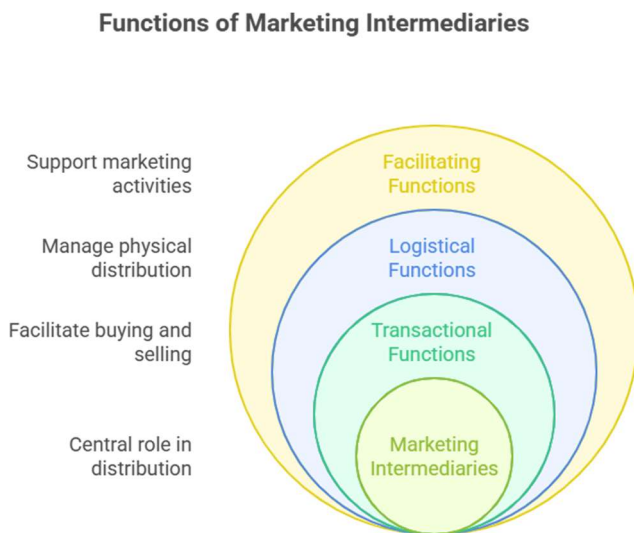 Functions of Marketing Intermediaries
Support marketing
activities
Facilitating
Functions
Manage physical
distribution
Logistical
Functions
Facilitate buying and
selling
Transactional
Functions
Central role in
distribution
Marketing
Intermediaries